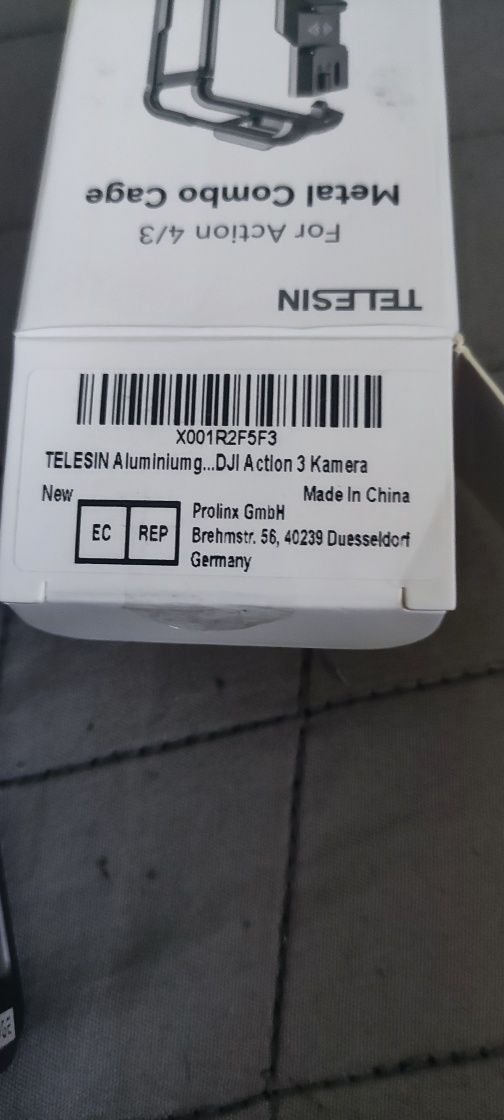 TELESIN
For Action 4/3
Metal Combo Cage
X001R2F5F3
TELESIN Aluminiumg...DJI Action 3 Kamera
New Made In China
EC REP
Prolinx GmbH
Brehmstr. 56, 40239 Duesseldorf
Germany